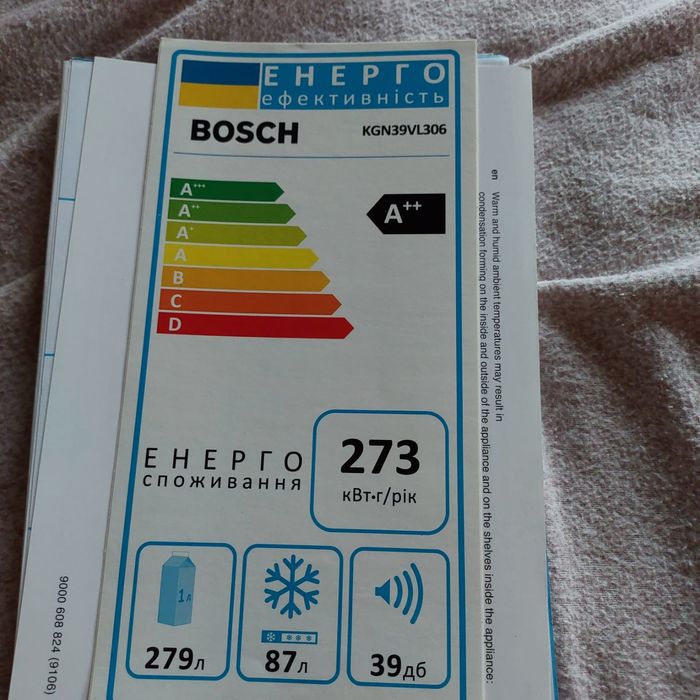 ЕНЕРГО
ефективність
BOSCH
KGN39VL306
A+++
A++
A+
A
B
C
D
A++
ЕНЕРГО
споживання
273
кВт•г/рік
1л
279л
87л
39дб
en Warm and humid ambient temperatures may result in
condensation forming on the inside and outside of the appliance and on the shelves inside the appliance:
9000 608 824 (9106)